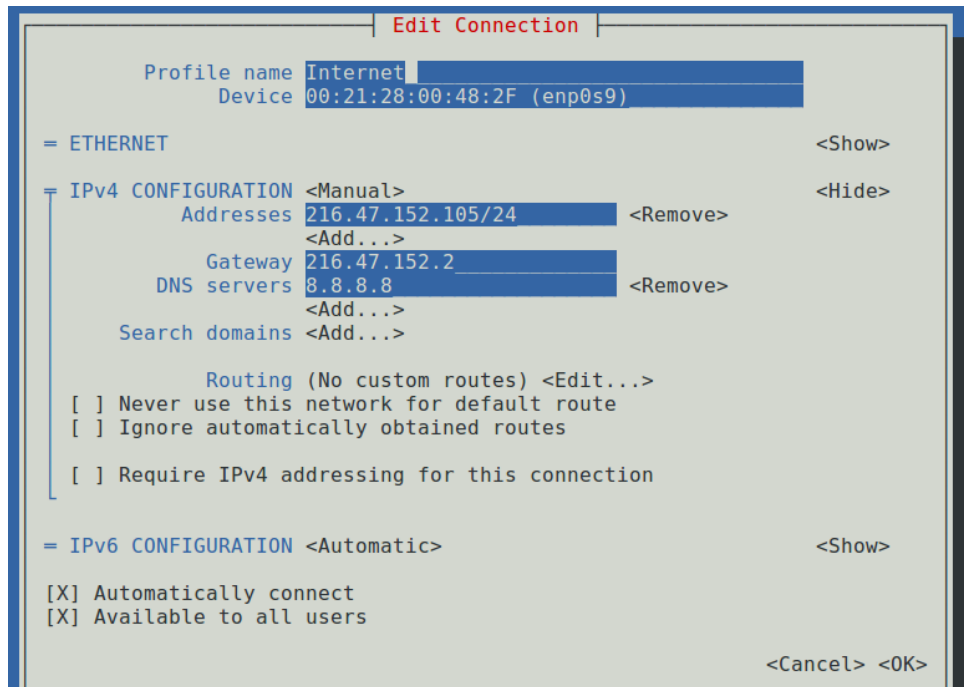 Edit Connection
Profile name Internet
Device 00:21:28:00:48:2F (enp0s9)
= ETHERNET <Show>
IPv4 CONFIGURATION <Manual> <Hide>
Addresses 216.47.152.105/24 <Remove>
<Add...>
Gateway 216.47.152.2
DNS servers 8.8.8.8 <Remove>
<Add...>
Search domains <Add...>
Routing (No custom routes) <Edit...>
[ ] Never use this network for default route
[ ] Ignore automatically obtained routes
[ ] Require IPv4 addressing for this connection
= IPv6 CONFIGURATION <Automatic> <Show>
[X] Automatically connect
[X] Available to all users
<Cancel> <OK>